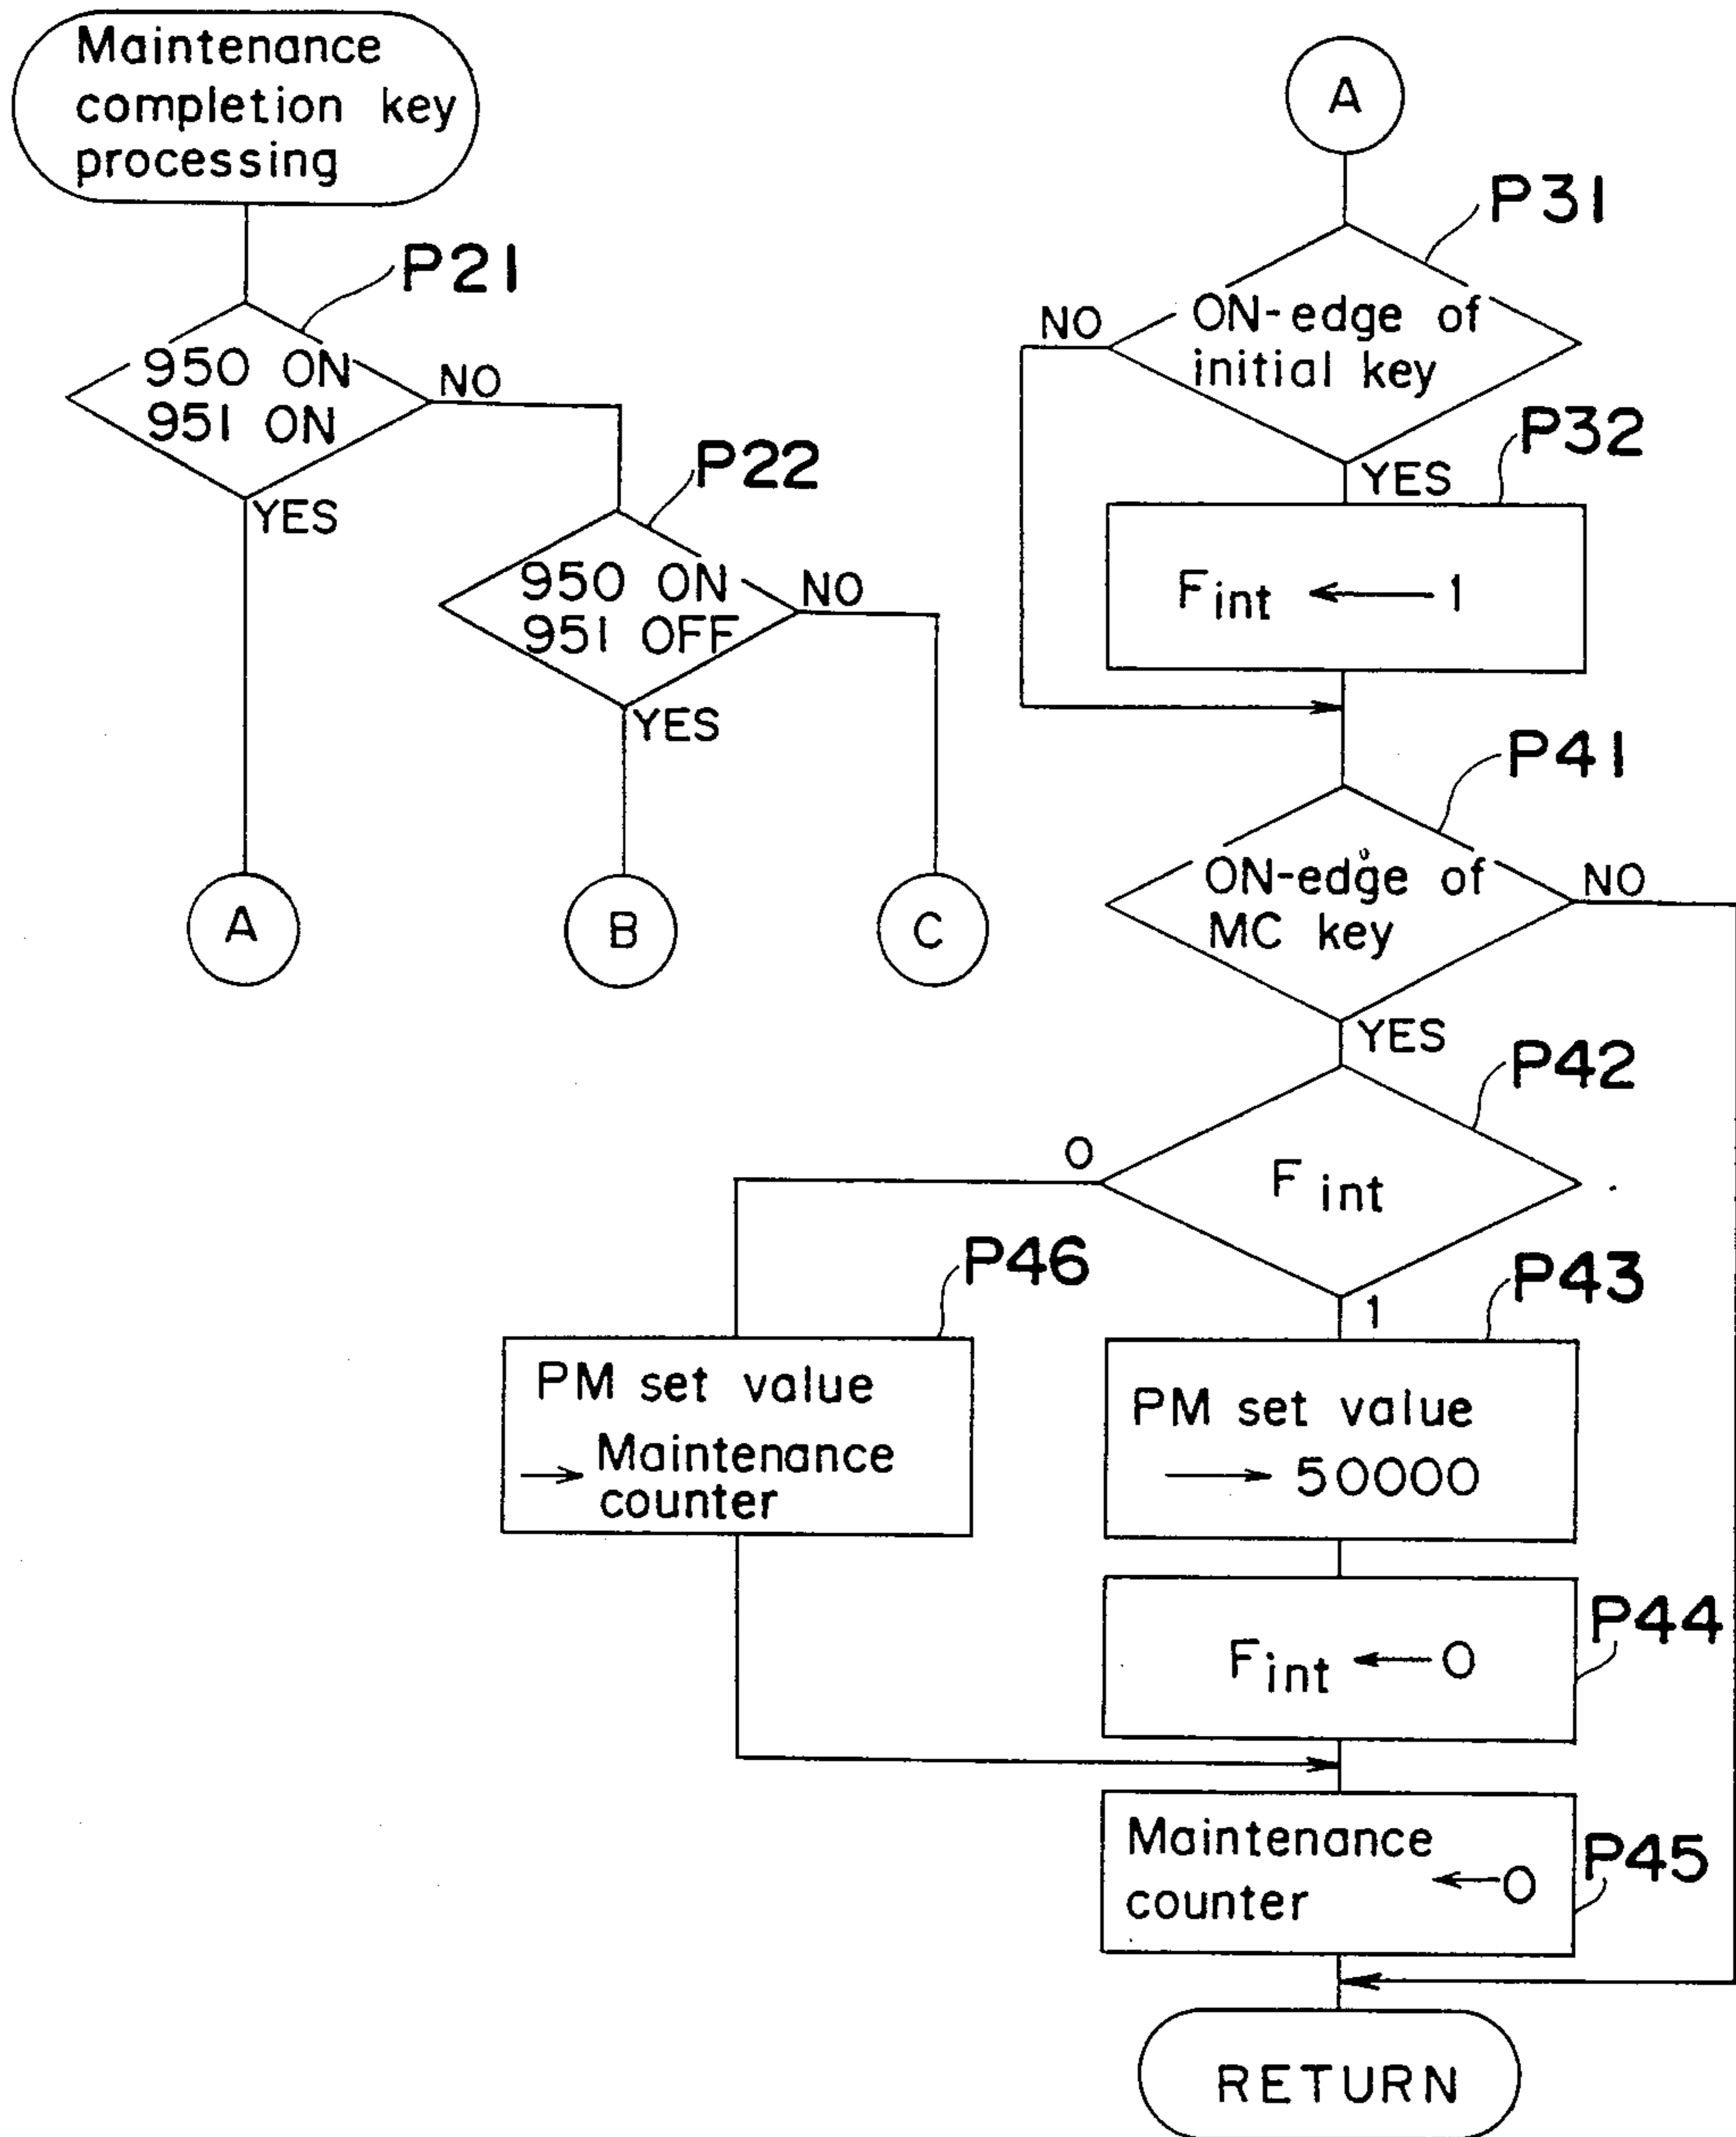 Maintenance
completion key
processing
P21
950 ON
951 ON
NO
YES
P22
950 ON
951 OFF
NO
YES
A
B
C
A
P31
ON-edge of
initial key
NO
YES
P32
Fint ← 1
P41
ON-edge of
MC key
NO
YES
P42
Fint
0
1
P46
PM set value
→ Maintenance
counter
P43
PM set value
→ 50000
P44
Fint ← 0
P45
Maintenance
counter ← 0
RETURN